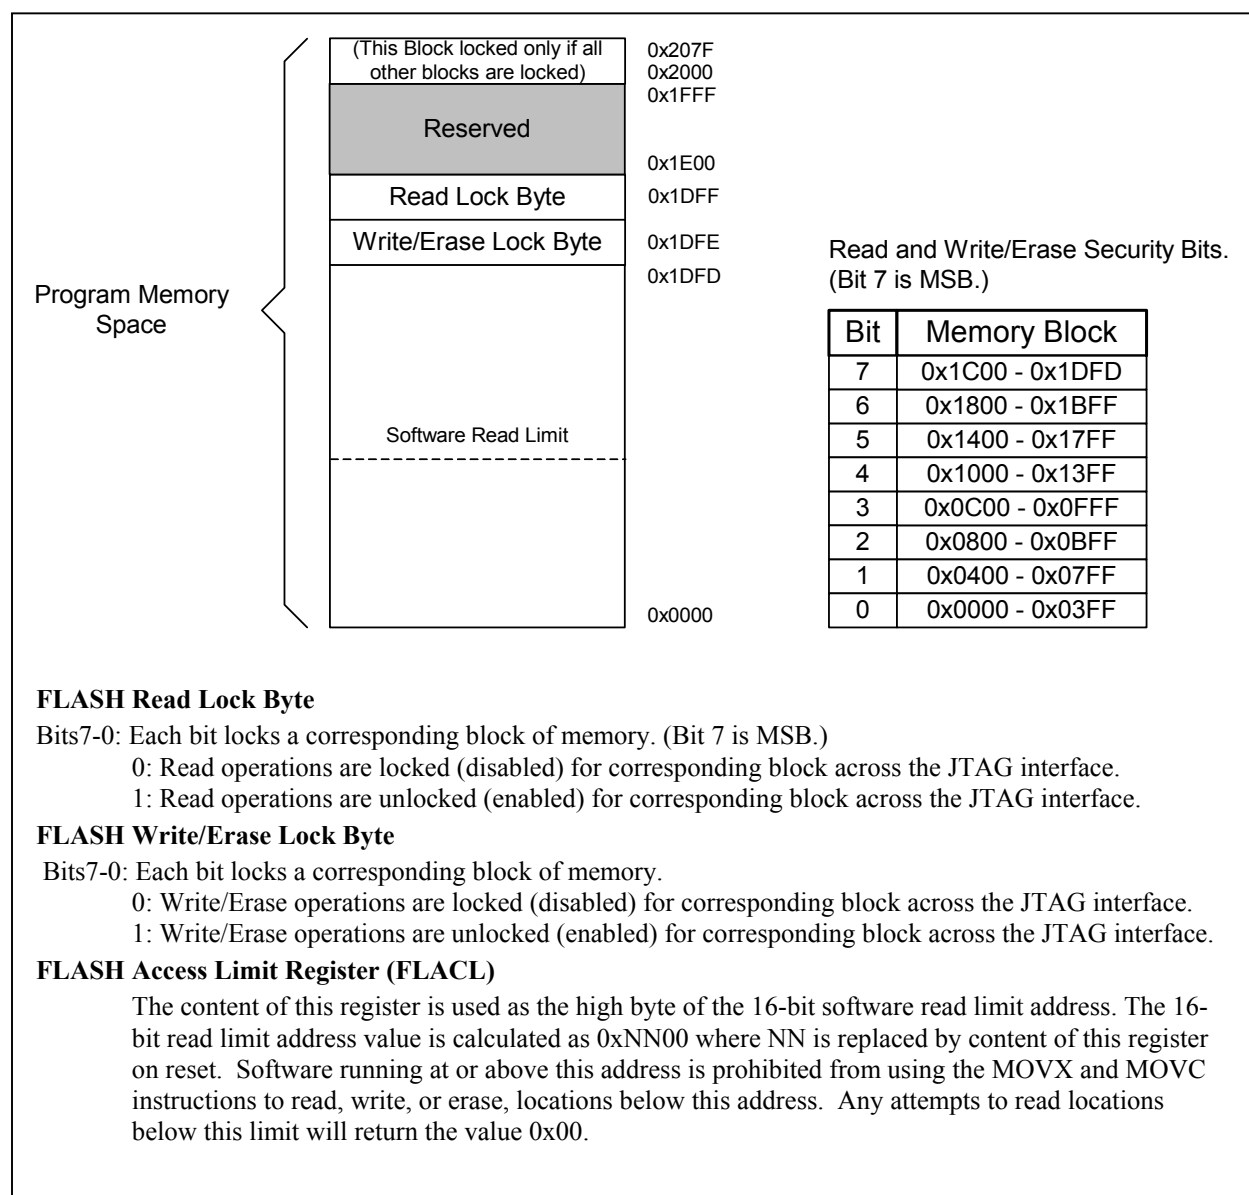 (This Block locked only if all
other blocks are locked)
0x207F
0x2000
0x1FFF
Reserved
0x1E00
Read Lock Byte
0x1DFF
Write/Erase Lock Byte
0x1DFE
0x1DFD
Program Memory
Space
Software Read Limit
0x0000
Read and Write/Erase Security Bits.
(Bit 7 is MSB.)
Bit Memory Block
7 0x1C00 - 0x1DFD
6 0x1800 - 0x1BFF
5 0x1400 - 0x17FF
4 0x1000 - 0x13FF
3 0x0C00 - 0x0FFF
2 0x0800 - 0x0BFF
1 0x0400 - 0x07FF
0 0x0000 - 0x03FF
FLASH Read Lock Byte
Bits7-0: Each bit locks a corresponding block of memory. (Bit 7 is MSB.)
0: Read operations are locked (disabled) for corresponding block across the JTAG interface.
1: Read operations are unlocked (enabled) for corresponding block across the JTAG interface.
FLASH Write/Erase Lock Byte
Bits7-0: Each bit locks a corresponding block of memory.
0: Write/Erase operations are locked (disabled) for corresponding block across the JTAG interface.
1: Write/Erase operations are unlocked (enabled) for corresponding block across the JTAG interface.
FLASH Access Limit Register (FLACL)
The content of this register is used as the high byte of the 16-bit software read limit address. The 16-
bit read limit address value is calculated as 0xNN00 where NN is replaced by content of this register
on reset. Software running at or above this address is prohibited from using the MOVX and MOVC
instructions to read, write, or erase, locations below this address. Any attempts to read locations
below this limit will return the value 0x00.